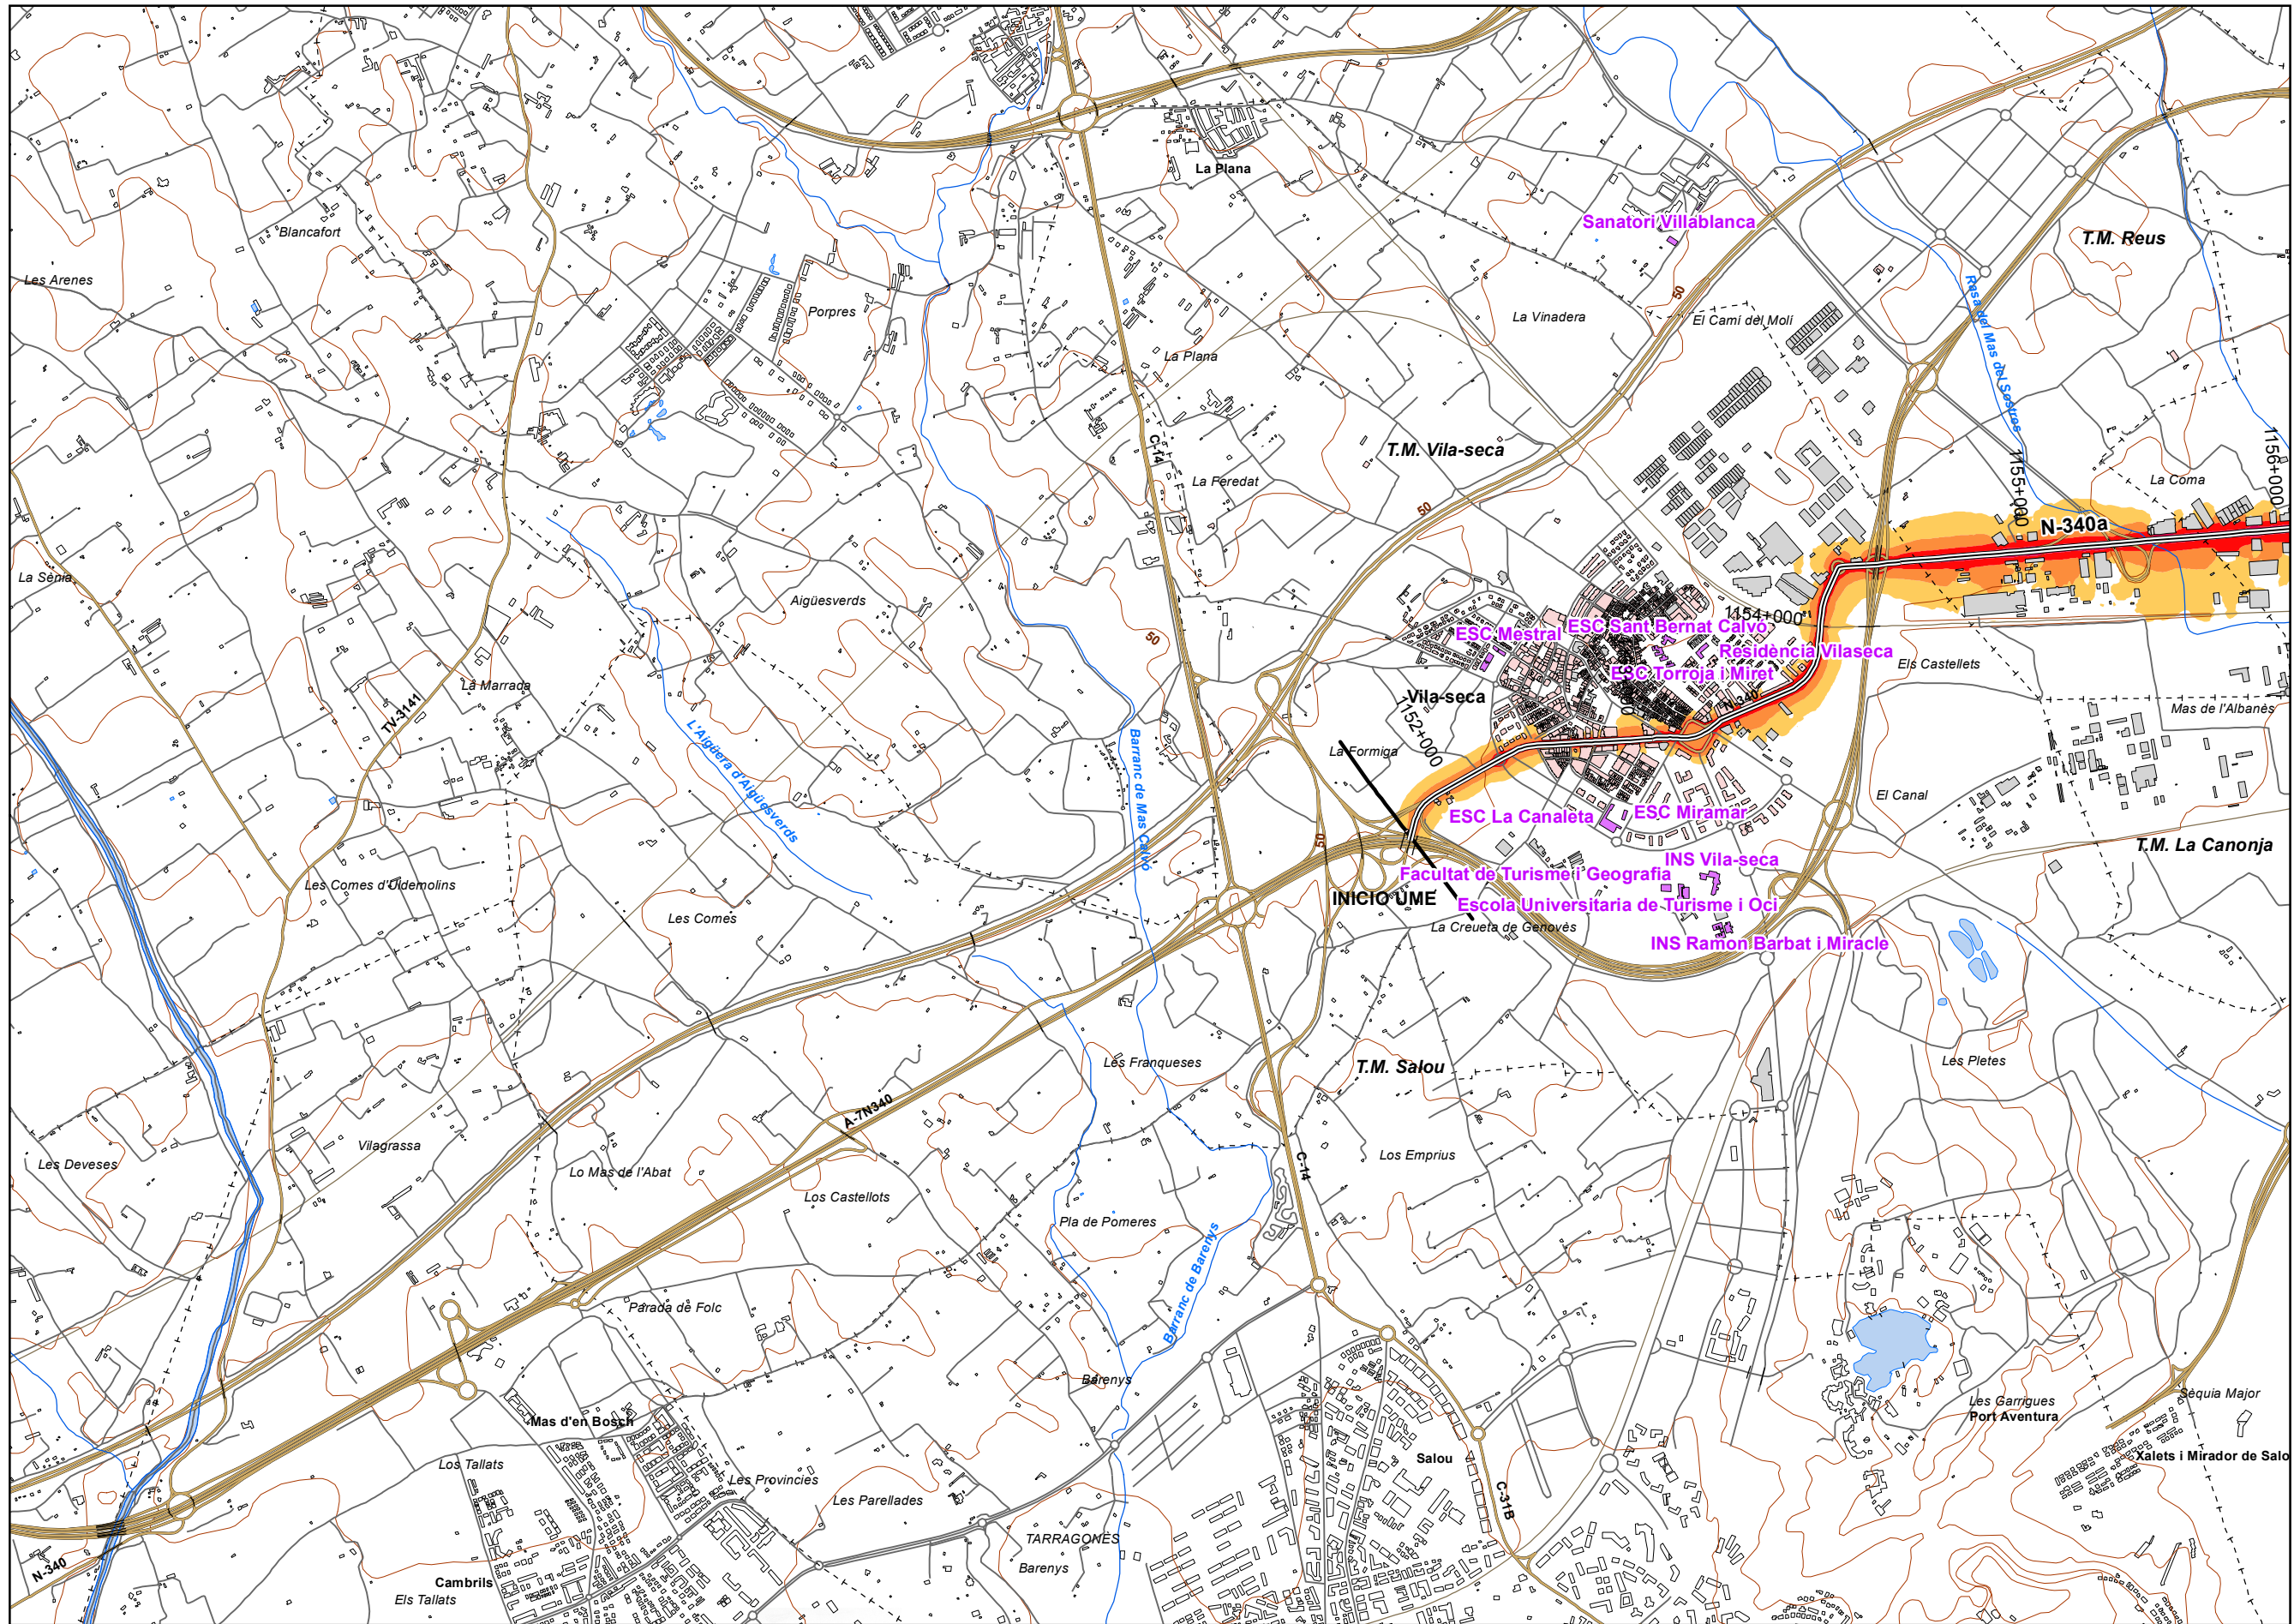 La Plana
Sanatori Villablanca
Blancafort
T.M. Reus
Les Arenes
Rasa del Mas del Sostres
50
Porpres
La Vinadera
El Camí del Molí
La Plana
C-14
T.M. Vila-seca
La Feredat
1156+000
1155+000
La Coma
50
N-340a
La Sènia
Aigüesverds
50
1154+000
ESC Mestral
ESC Sant Bernat Calvó
Residència Vilaseca
Els Castellets
ESC Torroja i Miret
La Marrada
TV-3141
Vila-seca
N-340
Mas de l'Albanès
1152+000
L'Aigüera d'Aigüesverds
Barranc de Mas Calvó
La Formiga
El Canal
ESC La Canaleta
ESC Miramar
50
T.M. La Canonja
INS Vila-seca
Facultat de Turisme i Geografia
Les Comes d'Uldemolins
INICIO UME
Escola Universitaria de Turisme i Oci
Les Comes
La Creueta de Genovès
INS Ramon Barbat i Miracle
Les Franqueses
T.M. Salou
Les Pletes
A-7N340
Vilagrassa
Les Deveses
Lo Mas de l'Abat
Los Emprius
C-14
Los Castellots
Pla de Pomeres
Barranc de Barenys
Parada de Folc
Barenys
Sèquia Major
Les Garrigues
Port Aventura
Mas d'en Bosch
Los Tallats
Salou
Xalets i Mirador de Salo
Les Provincies
Les Parellades
C-31B
TARRAGONÈS
Barenys
N-340
Cambrils
Els Tallats